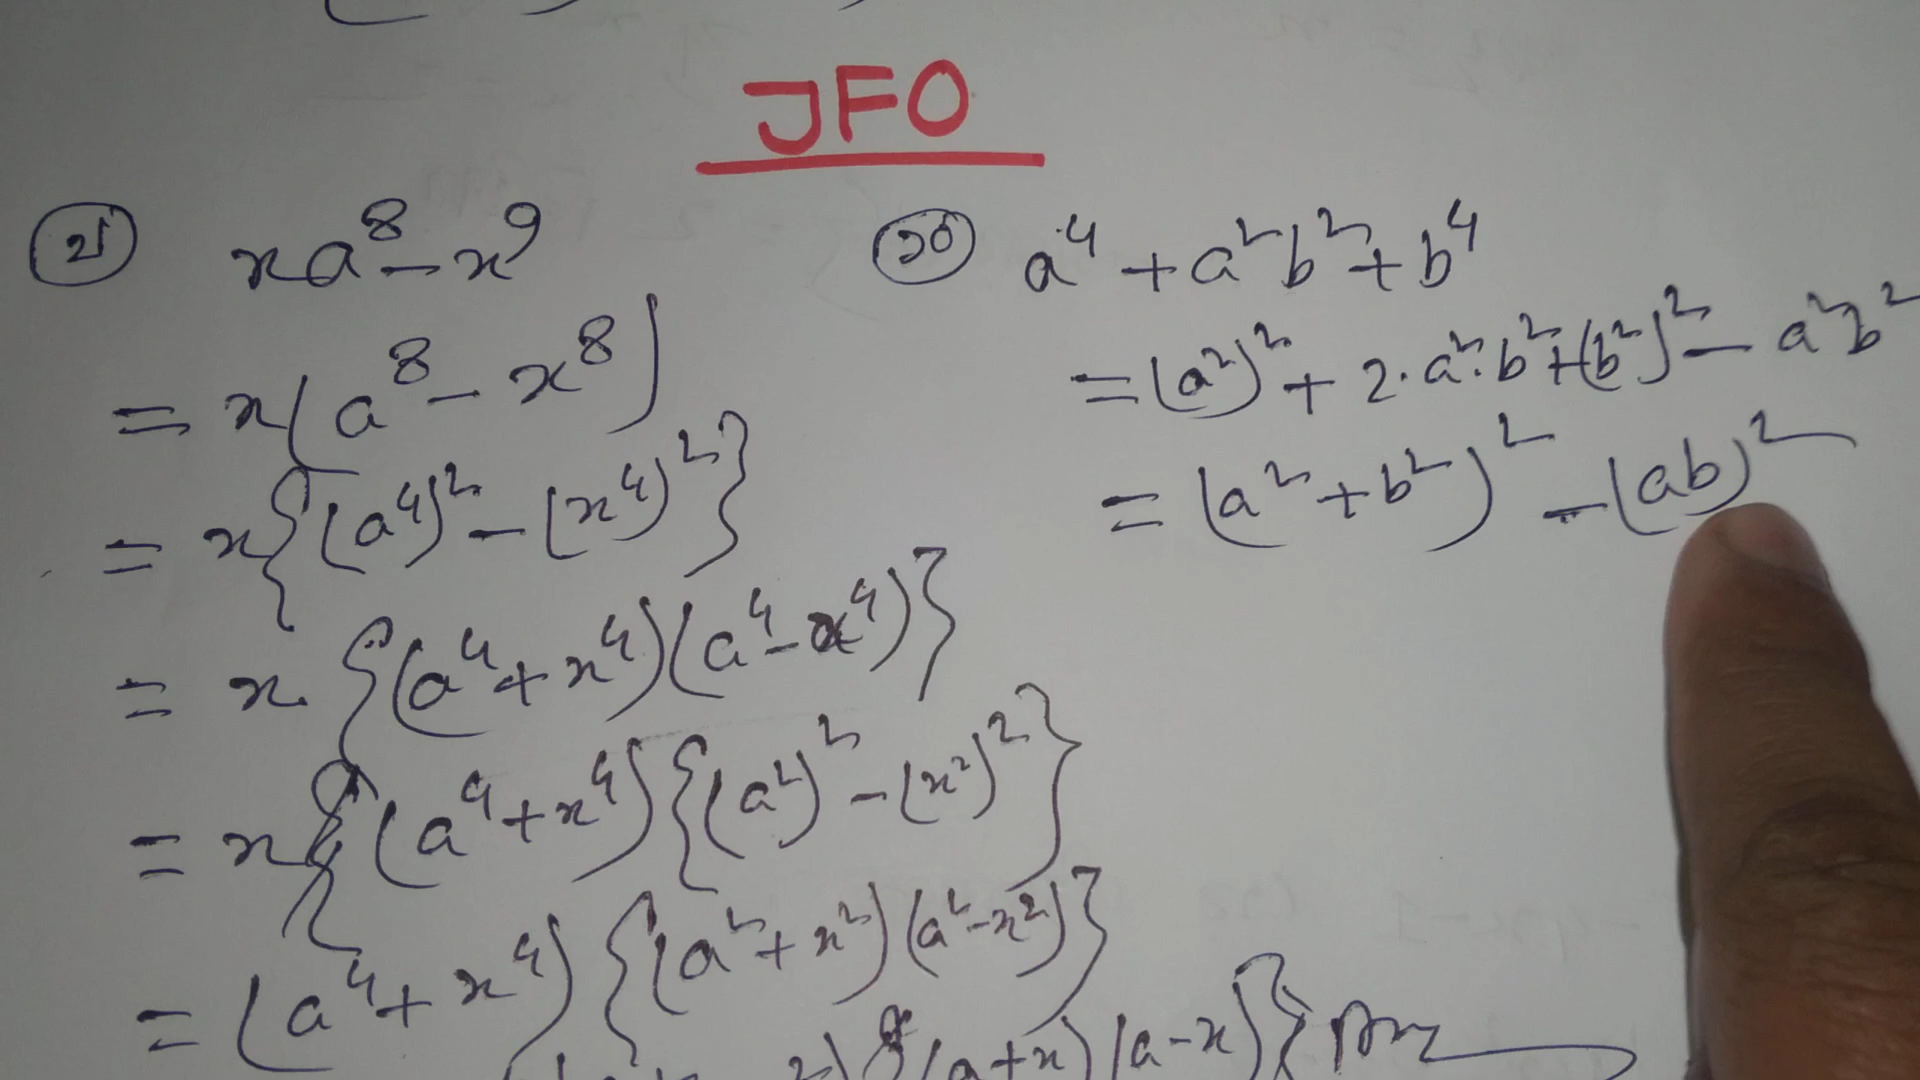 JFO
২১ xa⁸ - x⁹
= x(a⁸ - x⁸)
= x{(a⁴)² - (x⁴)²}
= x. {(a⁴ + x⁴)(a⁴ - x⁴)}
= x{(a⁴ + x⁴){(a²)² - (x²)²}
= (a⁴ + x⁴){(a² + x²)(a² - x²)}
(a+x)(a-x)}} Ans
a⁴ + a²b² + b⁴
= (a²)² + 2·a²·b² + (b²)² - a²b²
= (a² + b²)² - (ab)²